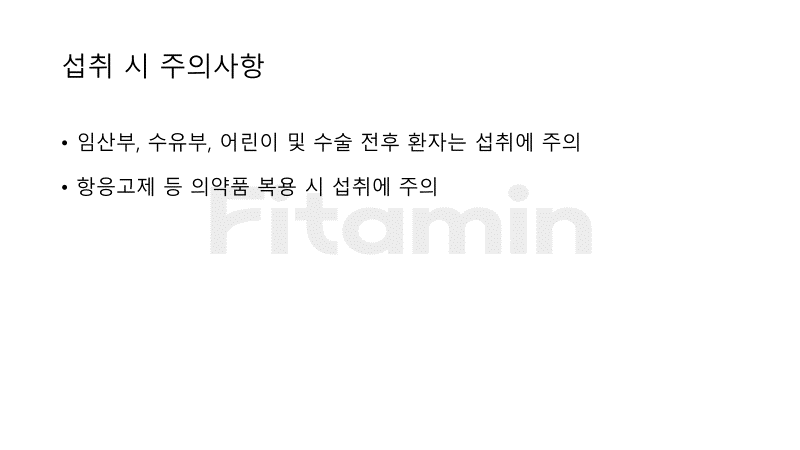 섭취 시 주의사항
• 임산부, 수유부, 어린이 및 수술 전후 환자는 섭취에 주의
• 항응고제 등 의약품 복용 시 섭취에 주의
Fitamin